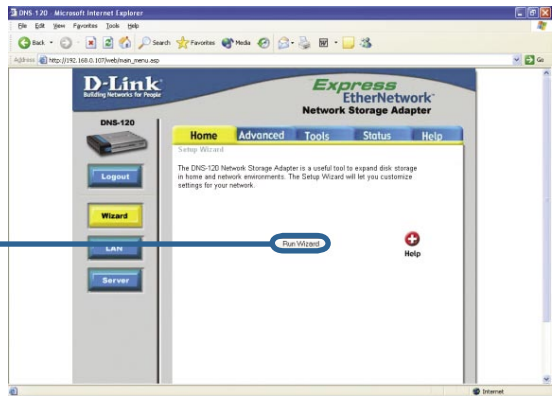 DNS-120 Microsoft Internet Explorer
File Edit View Favorites Tools Help
Back Search Favorites Media
Address http://192.168.0.107/web/main_menu.asp Go
D-Link
Building Networks for People
Express
EtherNetwork™
Network Storage Adapter
DNS-120
Home Advanced Tools Status Help
Setup Wizard
The DNS-120 Network Storage Adapter is a useful tool to expand disk storage
in home and network environments. The Setup Wizard will let you customize
settings for your network.
Logout
Wizard
Run Wizard
Help
LAN
Server
Internet